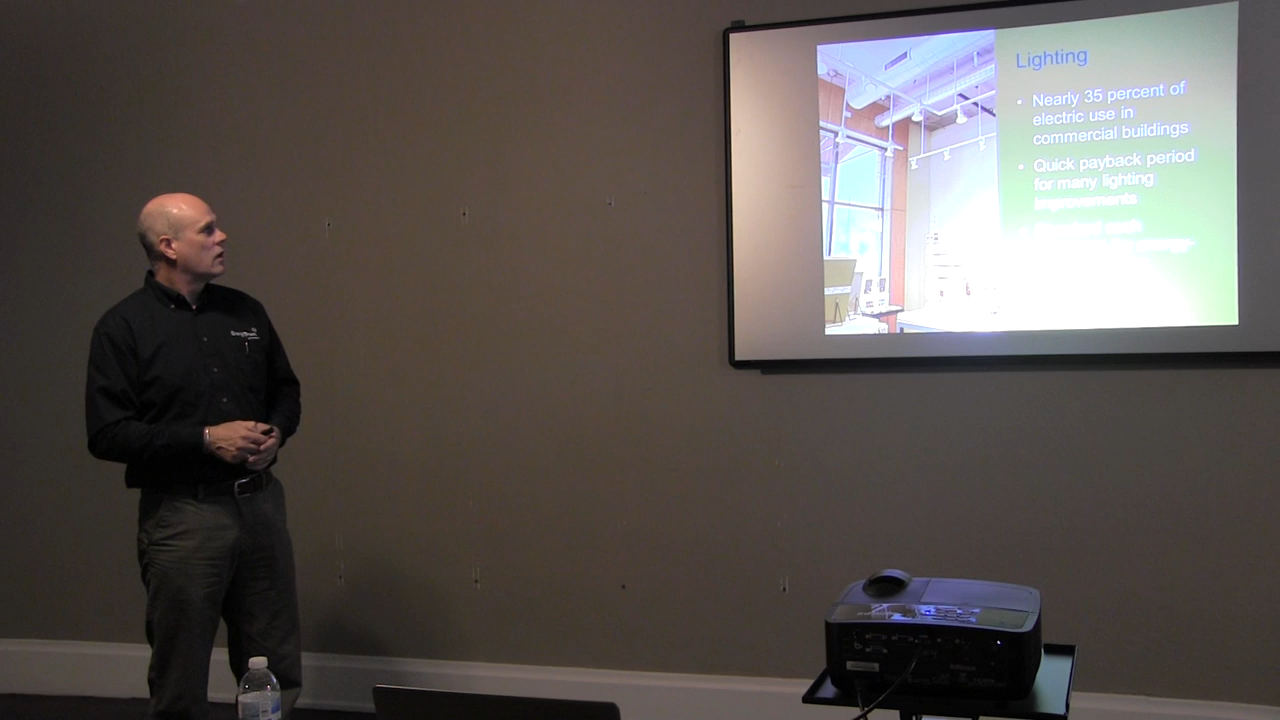 Lighting
• Nearly 35 percent of
electric use in
commercial buildings
• Quick payback period
for many lighting
improvements